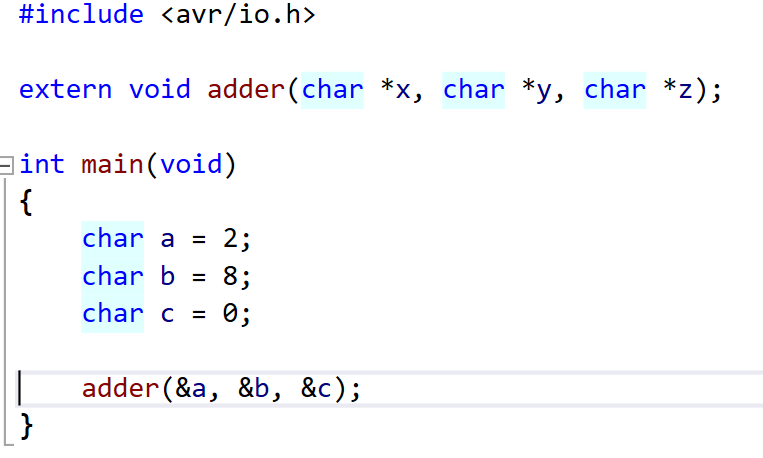 #include <avr/io.h>
extern void adder(char *x, char *y, char *z);
int main(void)
{
    char a = 2;
    char b = 8;
    char c = 0;
    adder(&a, &b, &c);
}